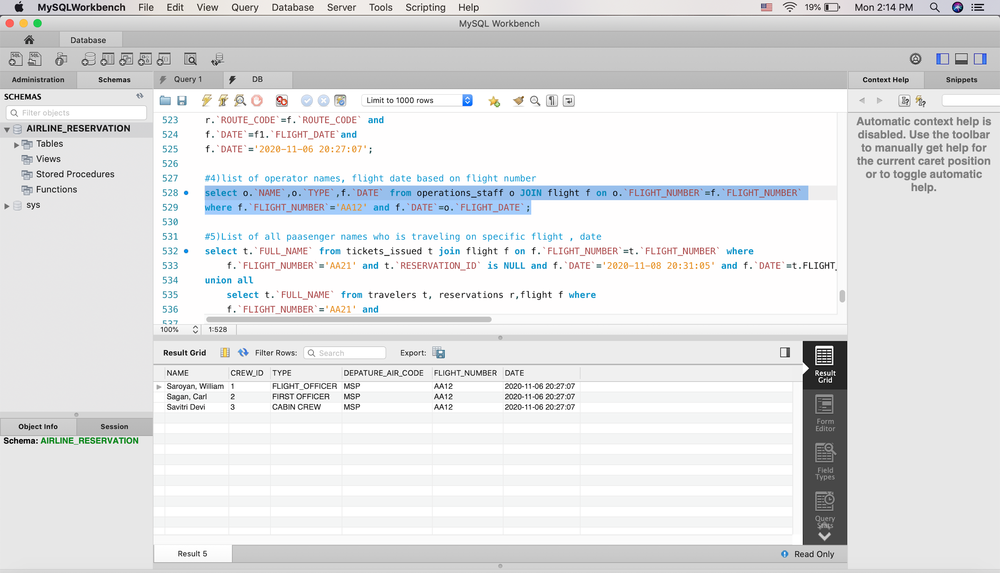 MySQLWorkbench File Edit View Query Database Server Tools Scripting Help 19% Mon 2:14 PM
MySQL Workbench
Database
SQL SQL
Administration Schemas Query 1 DB Context Help Snippets
SCHEMAS
Limit to 1000 rows
Filter objects
AIRLINE_RESERVATION
Tables
Views
Stored Procedures
Functions
sys
523 r.`ROUTE_CODE`=f.`ROUTE_CODE` and
524 f.`DATE`=f1.`FLIGHT_DATE`and
525 f.`DATE`='2020-11-06 20:27:07';
526
527 #4)list of operator names, flight date based on flight number
528 select o.`NAME`,o.`TYPE`,f.`DATE` from operations_staff o JOIN flight f on o.`FLIGHT_NUMBER`=f.`FLIGHT_NUMBER`
529 where f.`FLIGHT_NUMBER`='AA12' and f.`DATE`=o.`FLIGHT_DATE`;
530
531 #5)List of all paasenger names who is traveling on specific flight , date
532 select t.`FULL_NAME` from tickets_issued t join flight f on f.`FLIGHT_NUMBER`=t.`FLIGHT_NUMBER` where
533 f.`FLIGHT_NUMBER`='AA21' and t.`RESERVATION_ID` is NULL and f.`DATE`='2020-11-08 20:31:05' and f.`DATE`=t.FLIGHT_
534 union all
535 select t.`FULL_NAME` from travelers t, reservations r,flight f where
536 f.`FLIGHT_NUMBER`='AA21' and
537
100% 1:528
Automatic context help is
disabled. Use the toolbar
to manually get help for
the current caret position
or to toggle automatic
help.
Result Grid Filter Rows: Search Export:
NAME CREW_ID TYPE DEPATURE_AIR_CODE FLIGHT_NUMBER DATE
Saroyan, William 1 FLIGHT_OFFICER MSP AA12 2020-11-06 20:27:07
Sagan, Carl 2 FIRST OFFICER MSP AA12 2020-11-06 20:27:07
Savitri Devi 3 CABIN CREW MSP AA12 2020-11-06 20:27:07
Result
Grid
Form
Editor
Field
Types
Query
Stats
Object Info Session
Schema: AIRLINE_RESERVATION
Result 5 Read Only